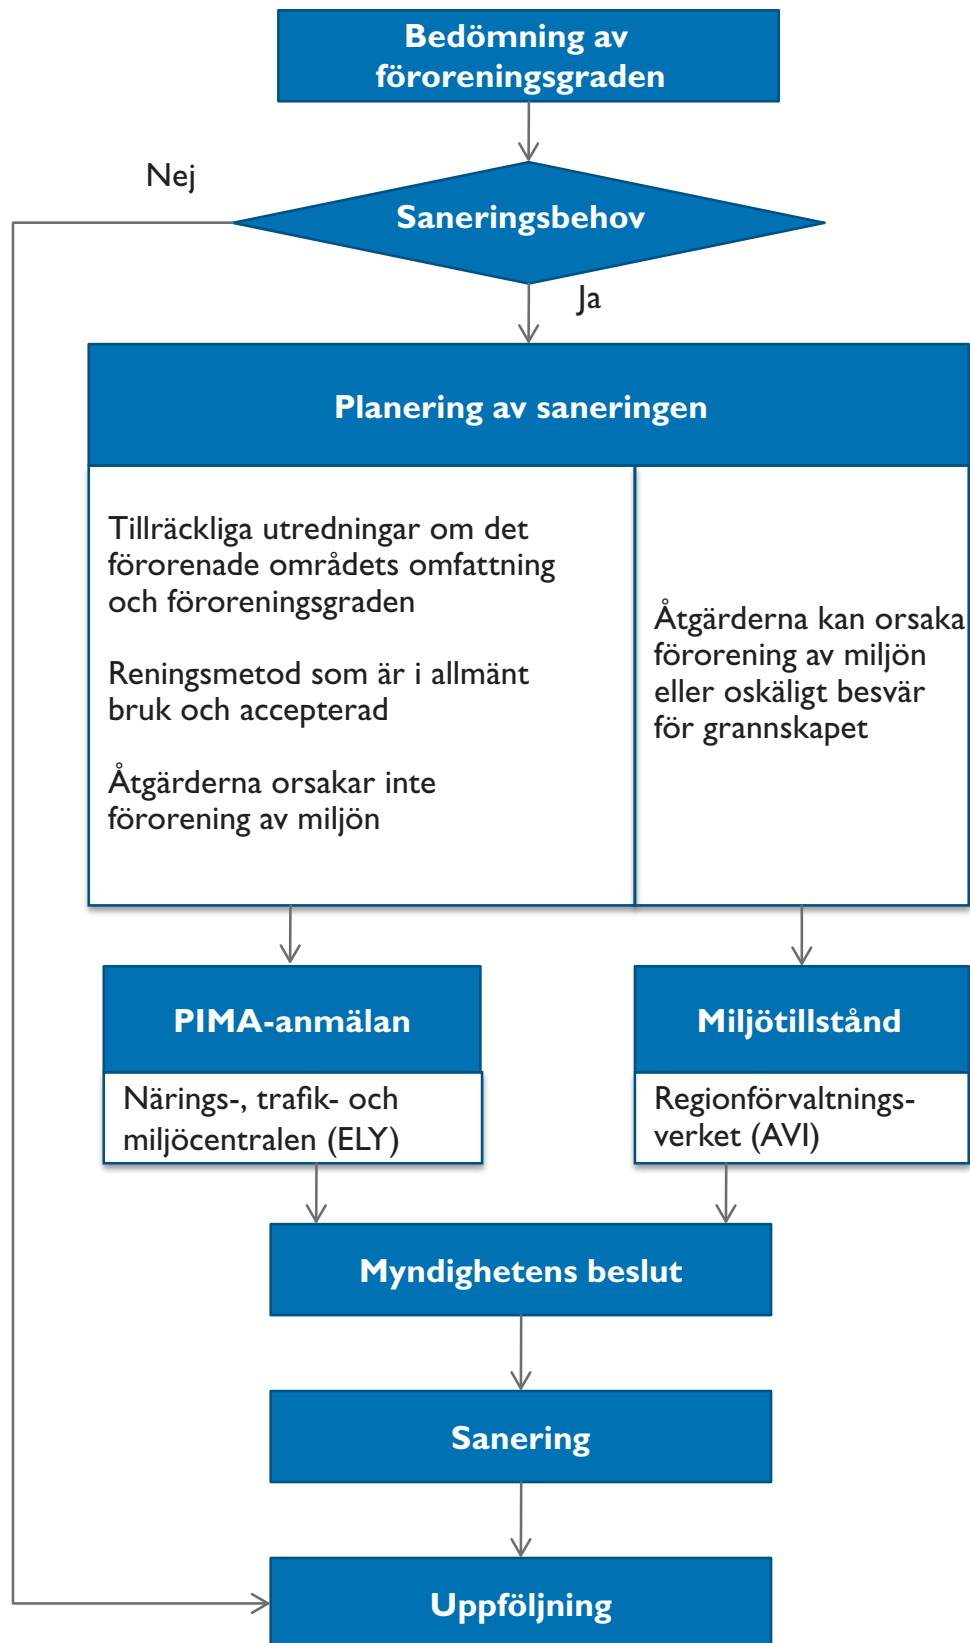 Bedömning av
föroreningsgraden
Nej
Saneringsbehov
Ja
Planering av saneringen
Tillräckliga utredningar om det
förorenade områdets omfattning
och föroreningsgraden
Reningsmetod som är i allmänt
bruk och accepterad
Åtgärderna orsakar inte
förorening av miljön
Åtgärderna kan orsaka
förorening av miljön
eller oskäligt besvär
för grannskapet
PIMA-anmälan
Närings-, trafik- och
miljöcentralen (ELY)
Miljötillstånd
Regionförvaltnings-
verket (AVI)
Myndighetens beslut
Sanering
Uppföljning